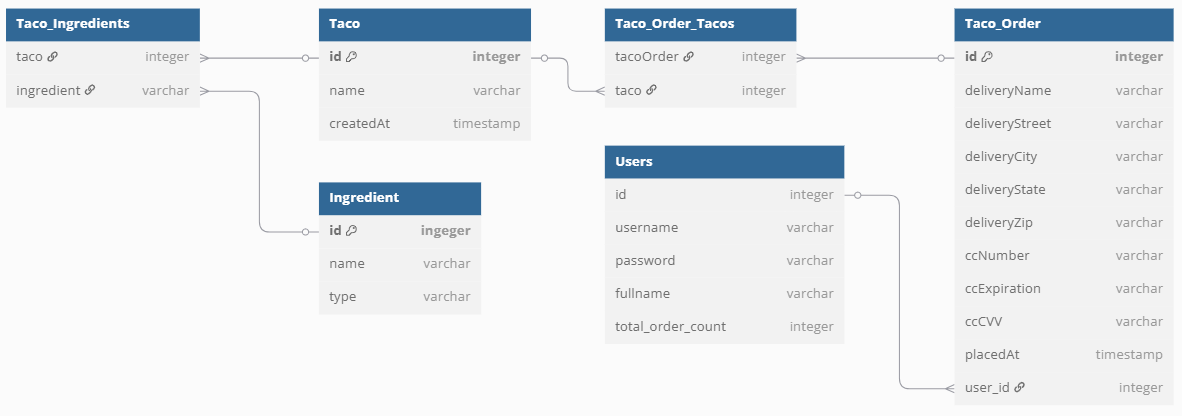 Taco_Ingredients
taco integer
ingredient varchar
Taco
id integer
name varchar
createdAt timestamp
Ingredient
id ingeger
name varchar
type varchar
Taco_Order_Tacos
tacoOrder integer
taco integer
Users
id integer
username varchar
password varchar
fullname varchar
total_order_count integer
Taco_Order
id integer
deliveryName varchar
deliveryStreet varchar
deliveryCity varchar
deliveryState varchar
deliveryZip varchar
ccNumber varchar
ccExpiration varchar
ccCVV varchar
placedAt timestamp
user_id integer